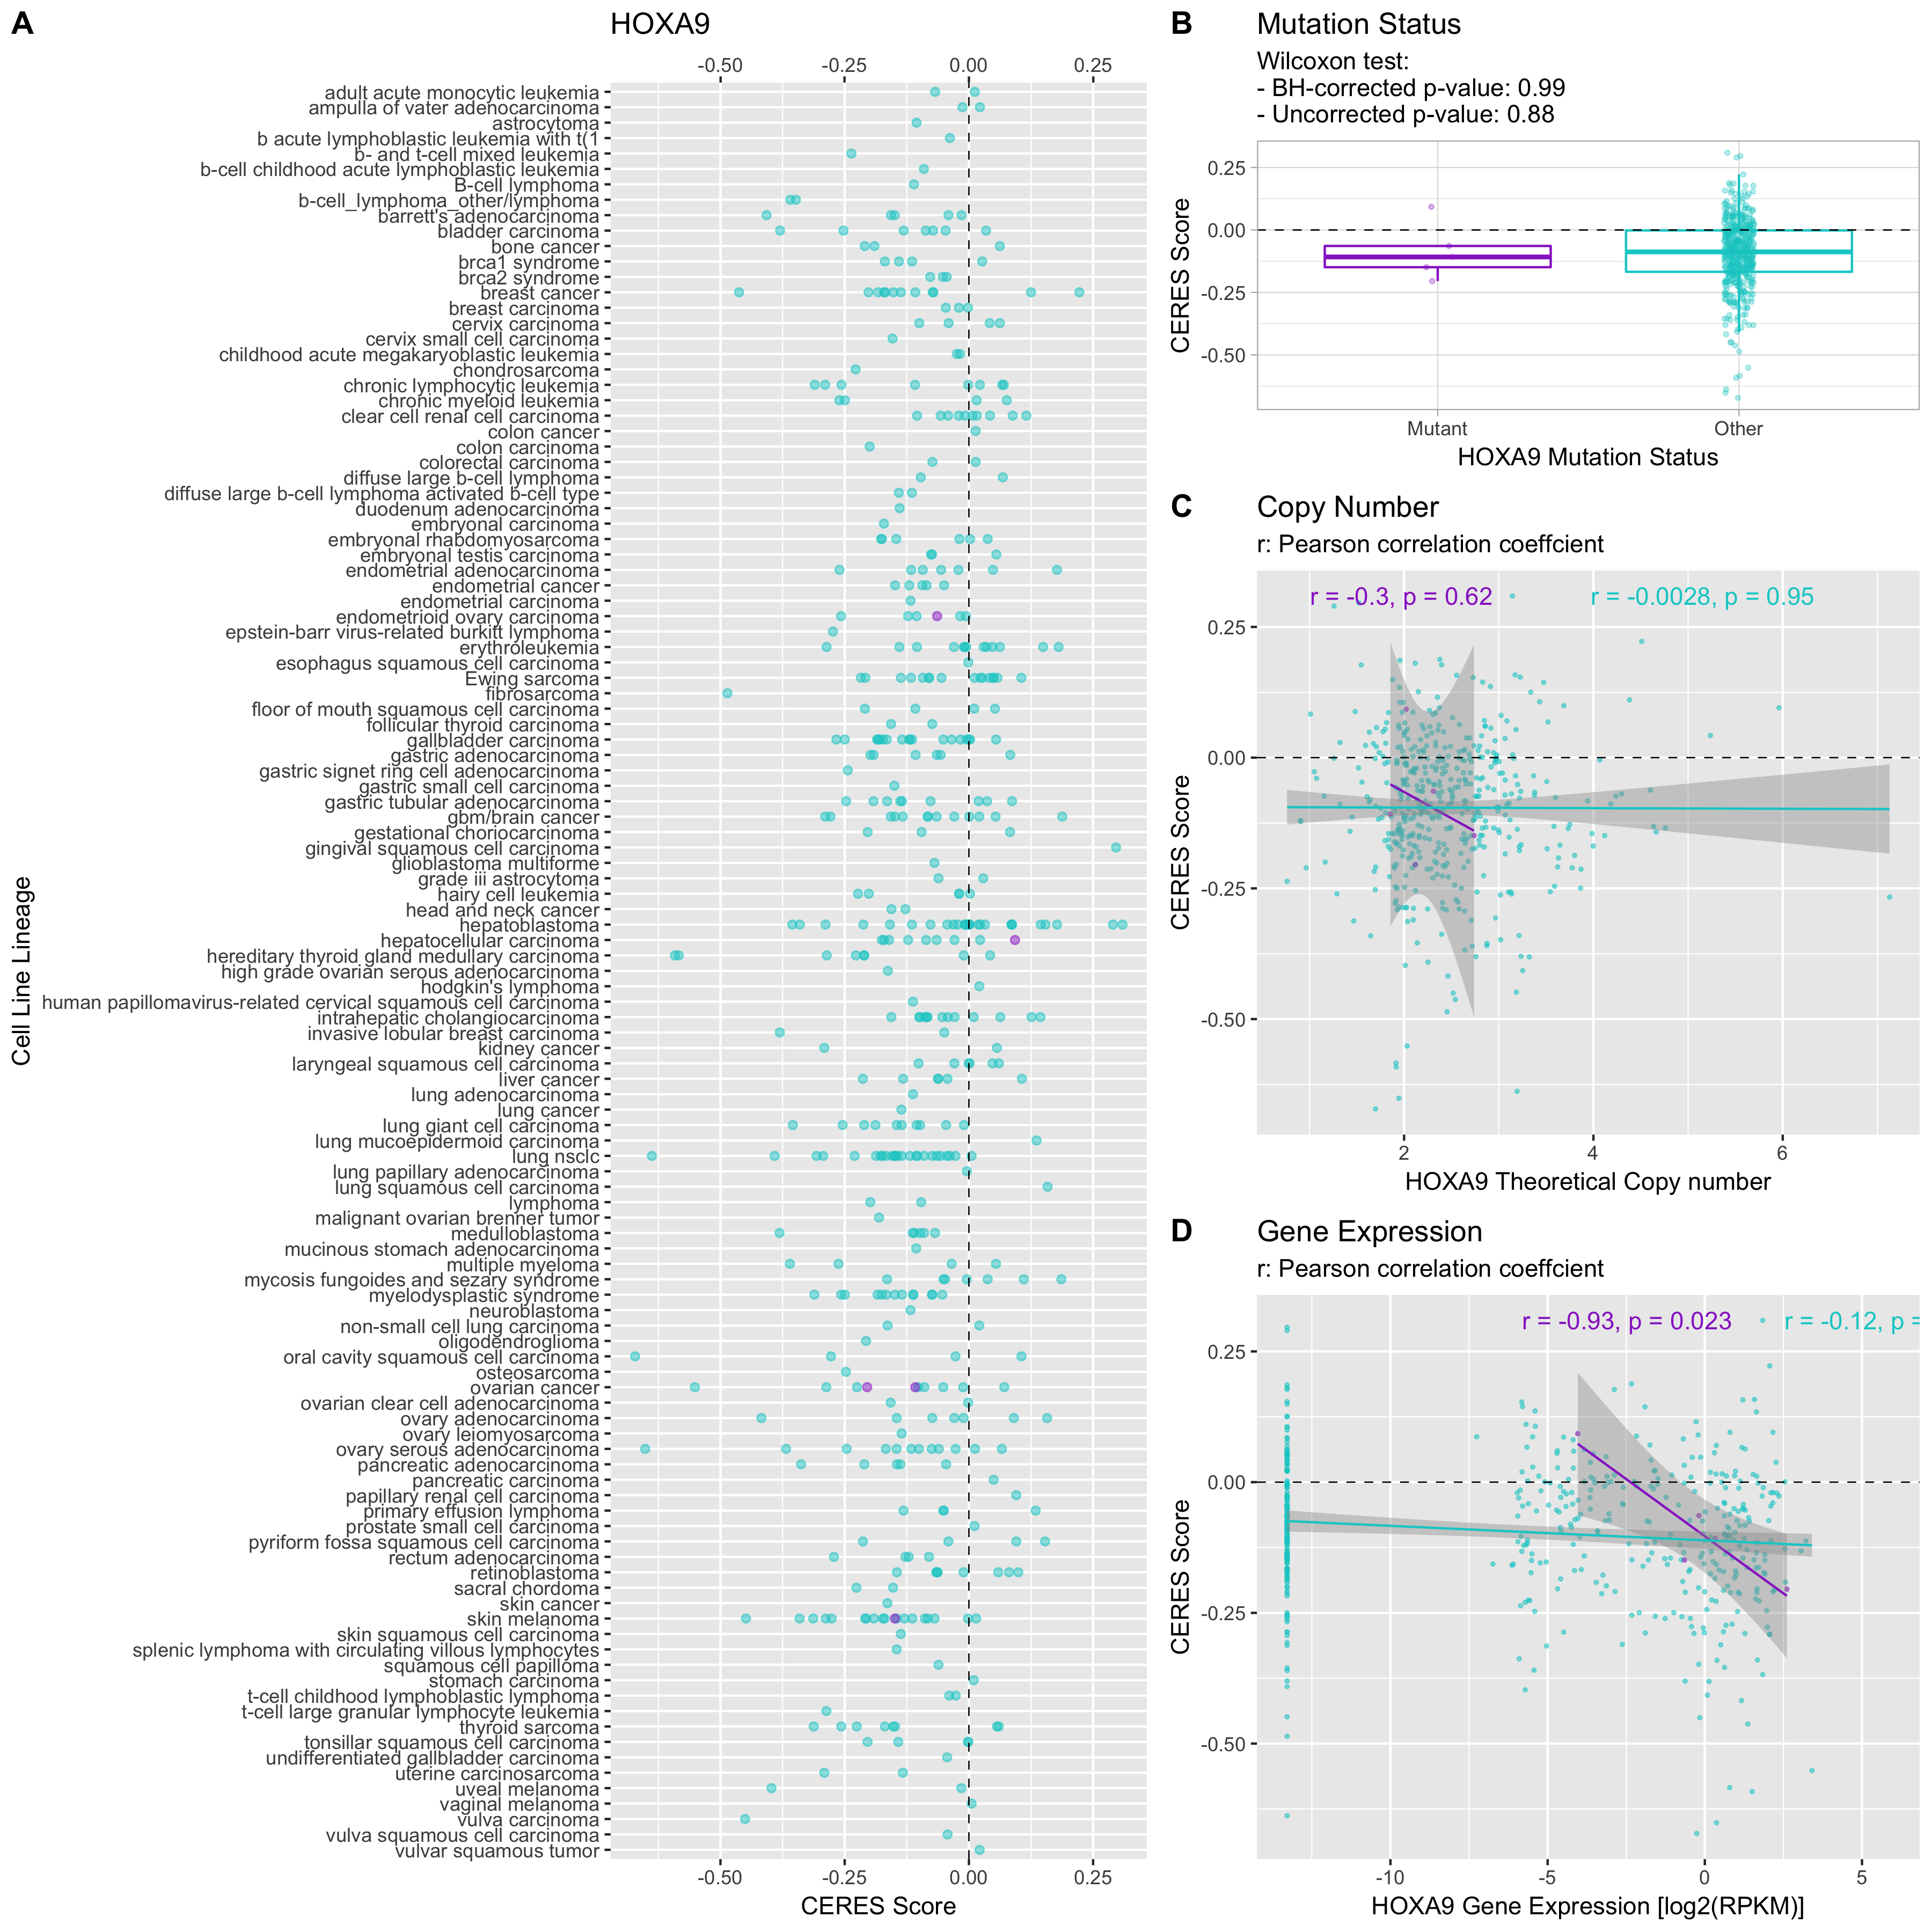 A
HOXA9
-0.50 -0.25 0.00 0.25
adult acute monocytic leukemia
ampulla of vater adenocarcinoma
astrocytoma
b acute lymphoblastic leukemia with t(1
b- and t-cell mixed leukemia
b-cell childhood acute lymphoblastic leukemia
B-cell lymphoma
b-cell_lymphoma_other/lymphoma
barrett's adenocarcinoma
bladder carcinoma
bone cancer
brca1 syndrome
brca2 syndrome
breast cancer
breast carcinoma
cervix carcinoma
cervix small cell carcinoma
childhood acute megakaryoblastic leukemia
chondrosarcoma
chronic lymphocytic leukemia
chronic myeloid leukemia
clear cell renal cell carcinoma
colon cancer
colon carcinoma
colorectal carcinoma
diffuse large b-cell lymphoma
diffuse large b-cell lymphoma activated b-cell type
duodenum adenocarcinoma
embryonal carcinoma
embryonal rhabdomyosarcoma
embryonal testis carcinoma
endometrial adenocarcinoma
endometrial cancer
endometrial carcinoma
endometrioid ovary carcinoma
epstein-barr virus-related burkitt lymphoma
erythroleukemia
esophagus squamous cell carcinoma
Ewing sarcoma
fibrosarcoma
floor of mouth squamous cell carcinoma
follicular thyroid carcinoma
gallbladder carcinoma
gastric adenocarcinoma
gastric signet ring cell adenocarcinoma
gastric small cell carcinoma
gastric tubular adenocarcinoma
gbm/brain cancer
gestational choriocarcinoma
gingival squamous cell carcinoma
glioblastoma multiforme
grade iii astrocytoma
hairy cell leukemia
head and neck cancer
hepatoblastoma
hepatocellular carcinoma
hereditary thyroid gland medullary carcinoma
high grade ovarian serous adenocarcinoma
hodgkin's lymphoma
human papillomavirus-related cervical squamous cell carcinoma
intrahepatic cholangiocarcinoma
invasive lobular breast carcinoma
kidney cancer
laryngeal squamous cell carcinoma
liver cancer
lung adenocarcinoma
lung cancer
lung giant cell carcinoma
lung mucoepidermoid carcinoma
lung nsclc
lung papillary adenocarcinoma
lung squamous cell carcinoma
lymphoma
malignant ovarian brenner tumor
medulloblastoma
mucinous stomach adenocarcinoma
multiple myeloma
mycosis fungoides and sezary syndrome
myelodysplastic syndrome
neuroblastoma
non-small cell lung carcinoma
oligodendroglioma
oral cavity squamous cell carcinoma
osteosarcoma
ovarian cancer
ovarian clear cell adenocarcinoma
ovary adenocarcinoma
ovary leiomyosarcoma
ovary serous adenocarcinoma
pancreatic adenocarcinoma
pancreatic carcinoma
papillary renal cell carcinoma
primary effusion lymphoma
prostate small cell carcinoma
pyriform fossa squamous cell carcinoma
rectum adenocarcinoma
retinoblastoma
sacral chordoma
skin cancer
skin melanoma
skin squamous cell carcinoma
splenic lymphoma with circulating villous lymphocytes
squamous cell papilloma
stomach carcinoma
t-cell childhood lymphoblastic lymphoma
t-cell large granular lymphocyte leukemia
thyroid sarcoma
tonsillar squamous cell carcinoma
undifferentiated gallbladder carcinoma
uterine carcinosarcoma
uveal melanoma
vaginal melanoma
vulva carcinoma
vulva squamous cell carcinoma
vulvar squamous tumor
-0.50 -0.25 0.00 0.25
CERES Score
Cell Line Lineage
B
Mutation Status
Wilcoxon test:
- BH-corrected p-value: 0.99
- Uncorrected p-value: 0.88
0.25
0.00
-0.25
-0.50
CERES Score
Mutant Other
HOXA9 Mutation Status
C
Copy Number
r: Pearson correlation coeffcient
r = -0.3, p = 0.62 r = -0.0028, p = 0.95
0.25
0.00
-0.25
-0.50
CERES Score
2 4 6
HOXA9 Theoretical Copy number
D
Gene Expression
r: Pearson correlation coeffcient
r = -0.93, p = 0.023 r = -0.12, p =
0.25
0.00
-0.25
-0.50
CERES Score
-10 -5 0 5
HOXA9 Gene Expression [log2(RPKM)]